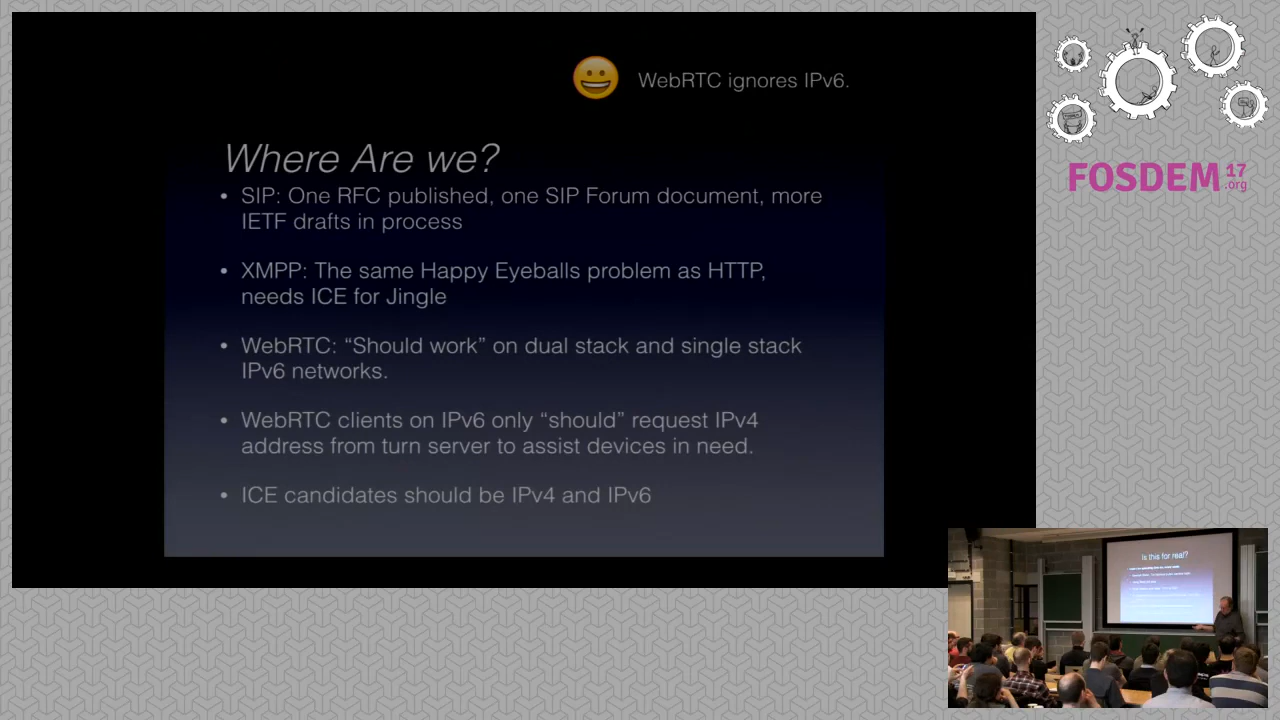 WebRTC ignores IPv6.
Where Are we?
• SIP: One RFC published, one SIP Forum document, more
IETF drafts in process
• XMPP: The same Happy Eyeballs problem as HTTP,
needs ICE for Jingle
• WebRTC: “Should work” on dual stack and single stack
IPv6 networks.
• WebRTC clients on IPv6 only “should” request IPv4
address from turn server to assist devices in need.
• ICE candidates should be IPv4 and IPv6
FOSDEM 17
.org
Is this for real?